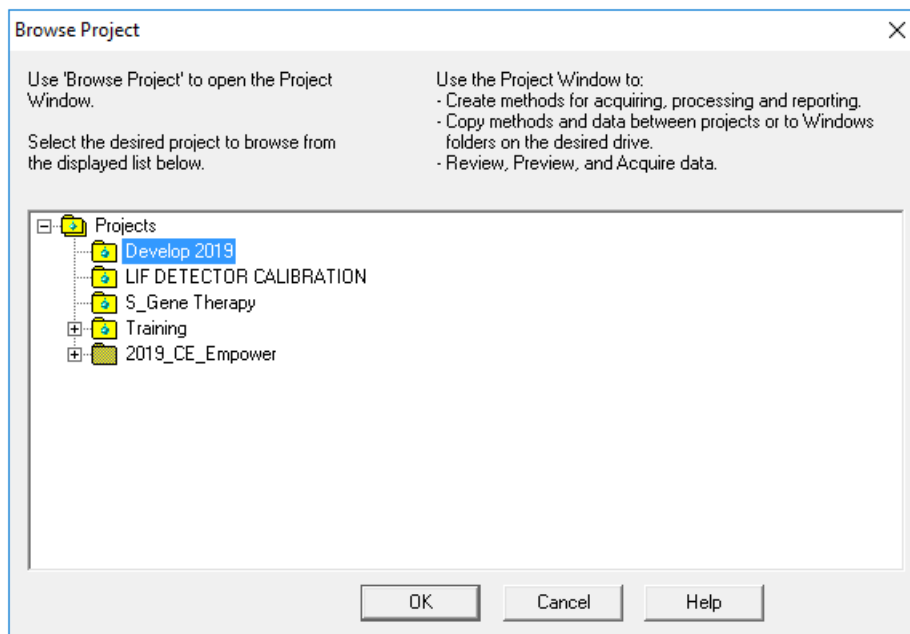 Browse Project
Use 'Browse Project' to open the Project
Window.
Select the desired project to browse from
the displayed list below.
Use the Project Window to:
- Create methods for acquiring, processing and reporting.
- Copy methods and data between projects or to Windows
folders on the desired drive.
- Review, Preview, and Acquire data.
Projects
Develop 2019
LIF DETECTOR CALIBRATION
S_Gene Therapy
Training
2019_CE_Empower
OK
Cancel
Help